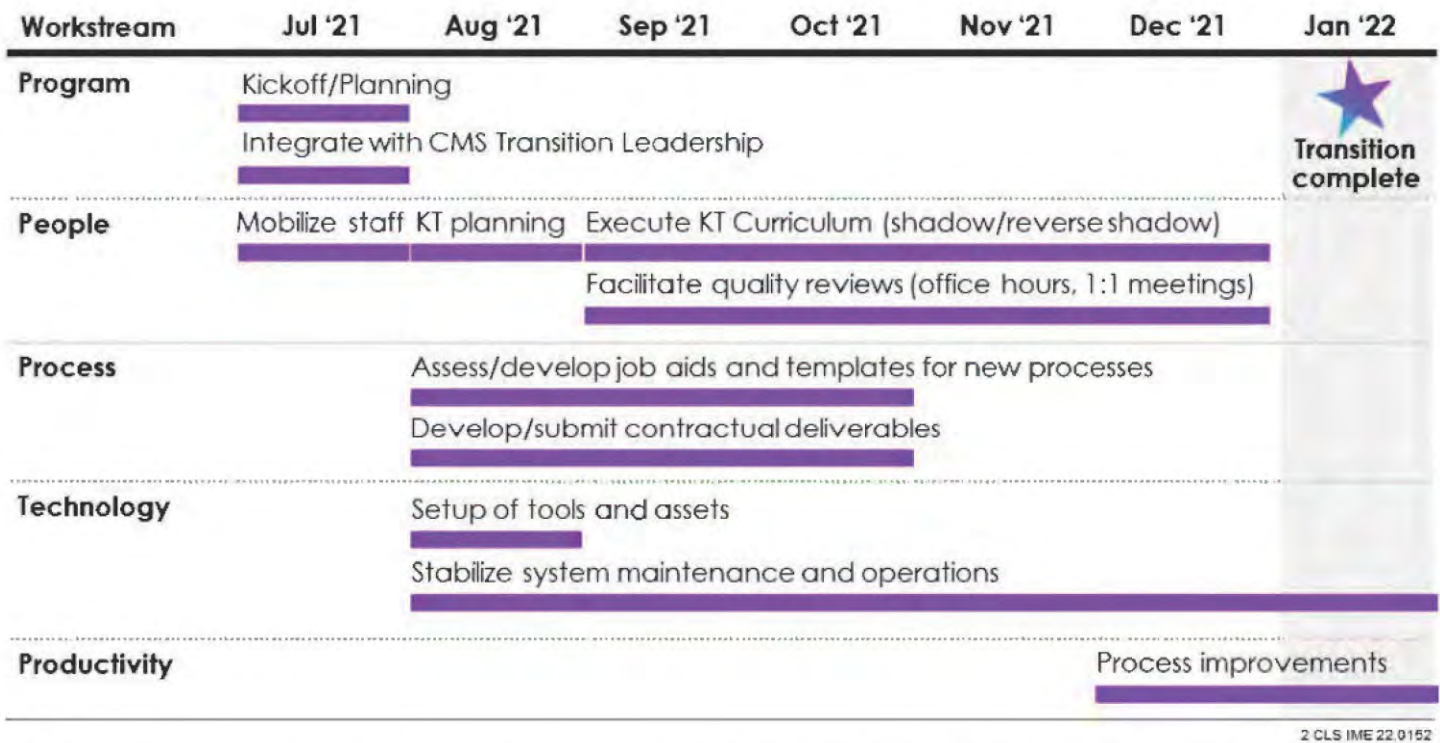 Workstream Jul ‘21 Aug ‘21 Sep ‘21 Oct ‘21 Nov ‘21 Dec ‘21 Jan ‘22
Program Kickoff/Planning
Integrate with CMS Transition Leadership
Transition
complete
People Mobilize staff KT planning Execute KT Curriculum (shadow/reverse shadow)
Facilitate quality reviews (office hours, 1:1 meetings)
Process Assess/develop job aids and templates for new processes
Develop/submit contractual deliverables
Technology Setup of tools and assets
Stabilize system maintenance and operations
Productivity Process improvements
2 CLS IME 22.0152